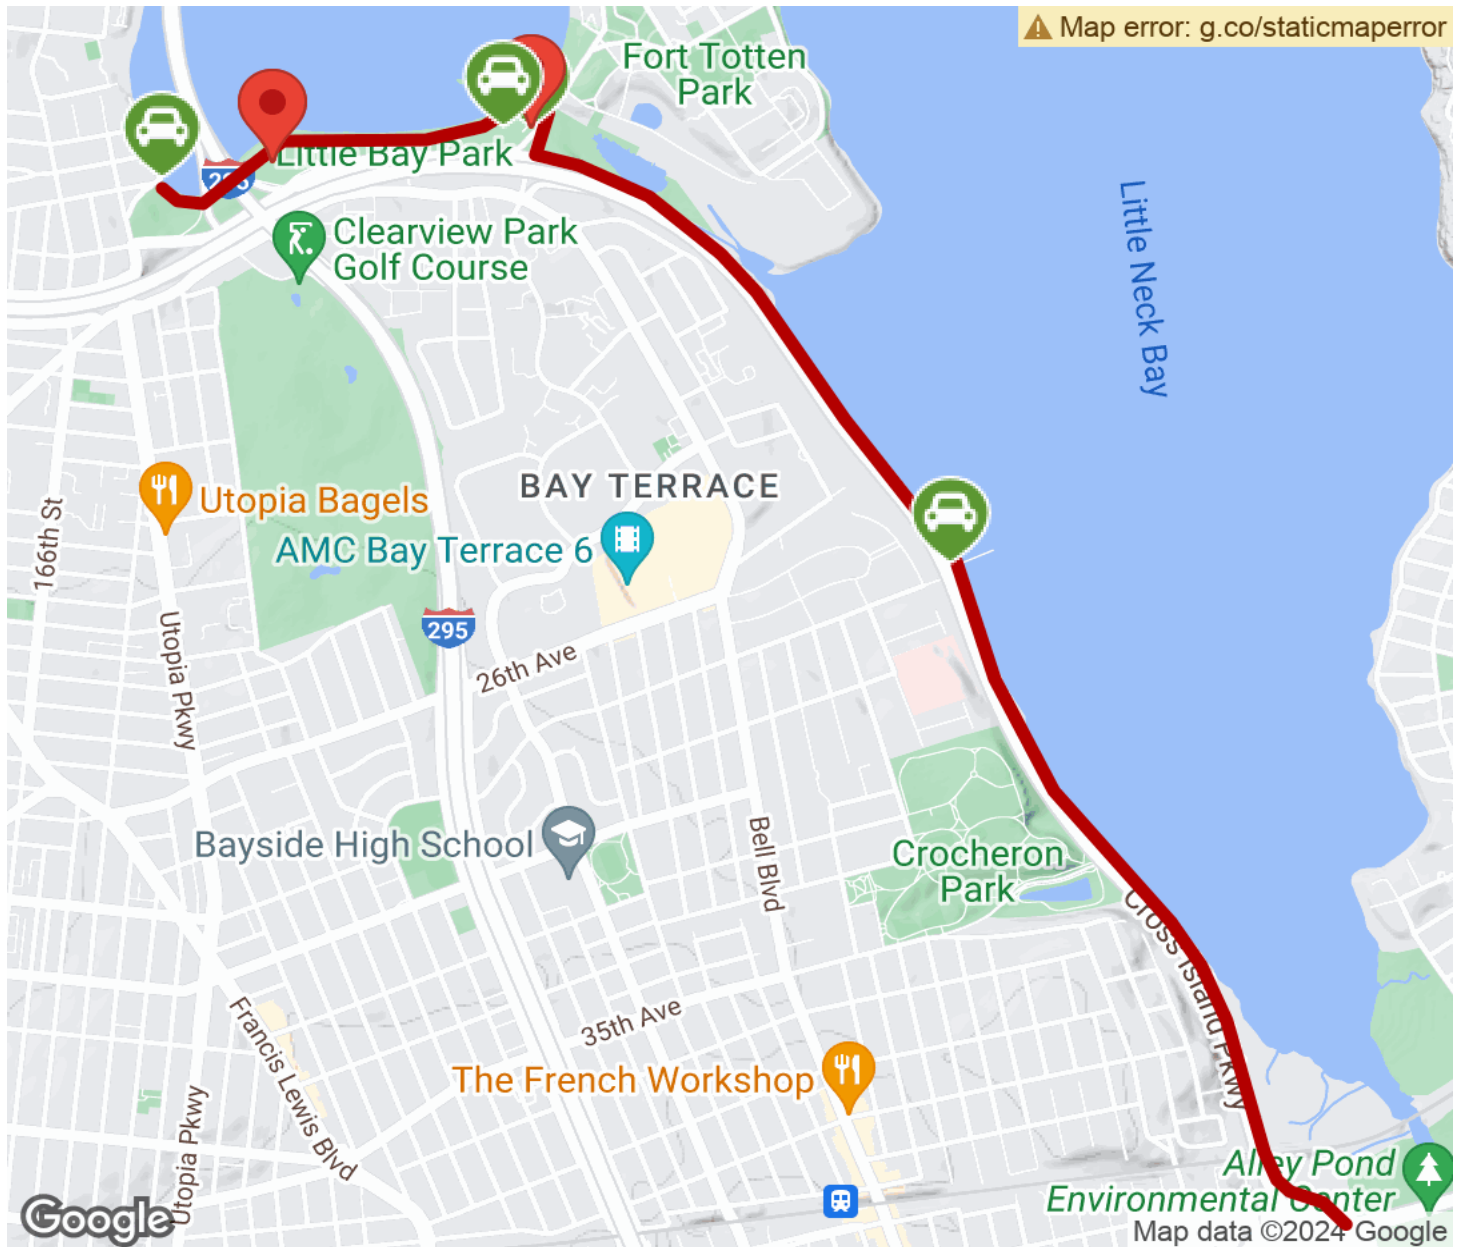 Map error: g.co/staticmaperror
Fort Totten
Park
Little Bay Park
295
Clearview Park
Golf Course
Little Neck Bay
BAY TERRACE
Utopia Bagels
AMC Bay Terrace 6
166th St
295
Utopia Pkwy
26th Ave
Bayside High School
Bell Blvd
Crocheron
Park
Cross Island Pkwy
35th Ave
Francis Lewis Blvd
The French Workshop
Utopia Pkwy
Alley Pond
Environmental Center
Google
Map data ©2024 Google